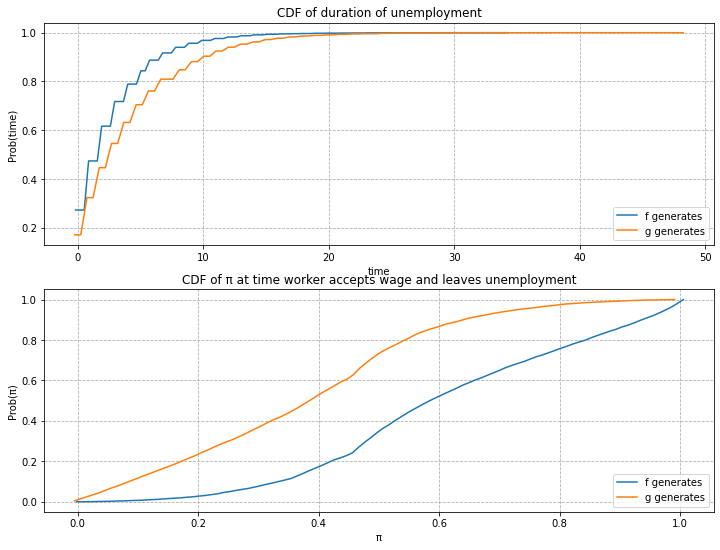 CDF of duration of unemployment
1.0
0.8
0.6
0.4
0.2
Prob(time)
f generates
g generates
0 10 20 30 40 50
time
CDF of π at time worker accepts wage and leaves unemployment
1.0
0.8
0.6
0.4
0.2
0.0
Prob(π)
f generates
g generates
0.0 0.2 0.4 0.6 0.8 1.0
π